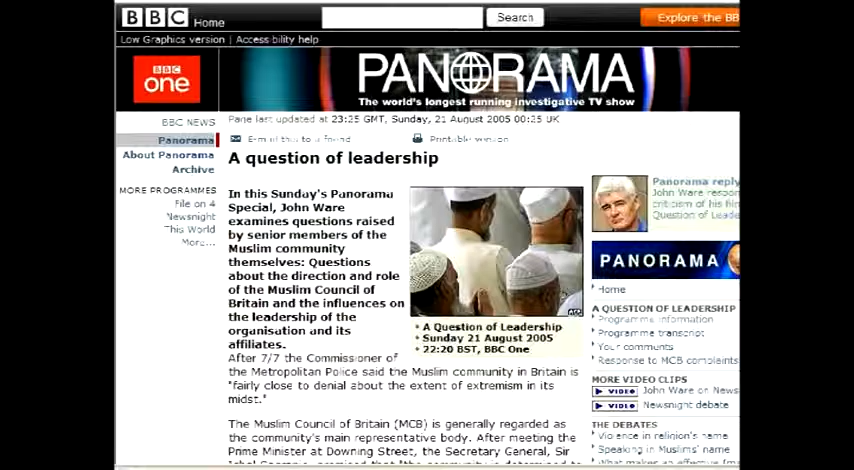 BBC Home
Search
Explore the BB
Low Graphics version | Accessibility help
BBC one
PANORAMA
The world's longest running investigative TV show
BBC NEWS
Panorama
About Panorama
Archive
MORE PROGRAMMES
File on 4
Newsnight
This World
More...
Page last updated at 23:25 GMT, Sunday, 21 August 2005 00:25 UK
E-mail this to a friend
Printable version
A question of leadership
In this Sunday's Panorama
Special, John Ware
examines questions raised
by senior members of the
Muslim community
themselves: Questions
about the direction and role
of the Muslim Council of
Britain and the influences on
the leadership of the
organisation and its
affiliates.
A Question of Leadership
Sunday 21 August 2005
22:20 BST, BBC One
After 7/7 the Commissioner of
the Metropolitan Police said the Muslim community in Britain is
"fairly close to denial about the extent of extremism in its
midst."
The Muslim Council of Britain (MCB) is generally regarded as
the community's main representative body. After meeting the
Prime Minister at Downing Street, the Secretary General, Sir
Panorama reply
John Ware respon
criticism of his fil
Question of Leade
PANORAMA
Home
A QUESTION OF LEADERSHIP
Programme information
Programme transcript
Your comments
Response to MCB complaints
MORE VIDEO CLIPS
VIDEO John Ware on News
VIDEO Newsnight debate
THE DEBATES
Violence in religion's name
Speaking in Muslims' name
What makes an effective